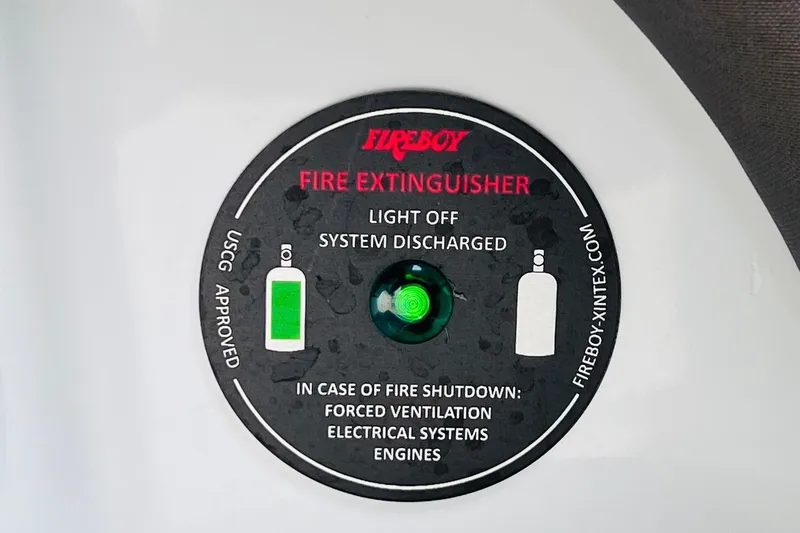 FIREBOY
FIRE EXTINGUISHER
LIGHT OFF
SYSTEM DISCHARGED
USCG APPROVED
FIREBOY-XINTEX.COM
IN CASE OF FIRE SHUTDOWN:
FORCED VENTILATION
ELECTRICAL SYSTEMS
ENGINES